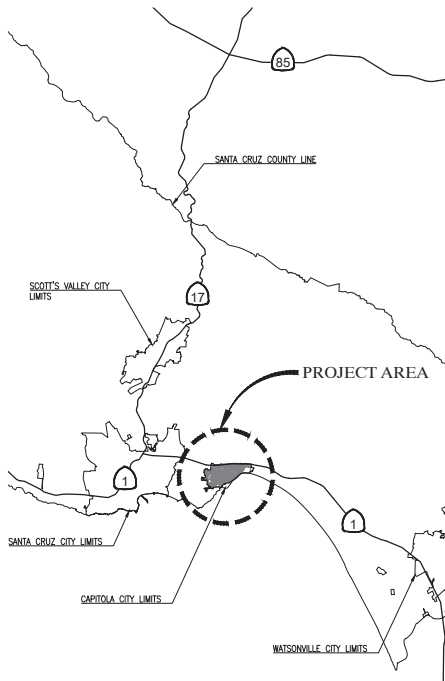 85
SANTA CRUZ COUNTY LINE
SCOTT'S VALLEY CITY
LIMITS
17
PROJECT AREA
1
1
SANTA CRUZ CITY LIMITS
CAPITOLA CITY LIMITS
WATSONVILLE CITY LIMITS